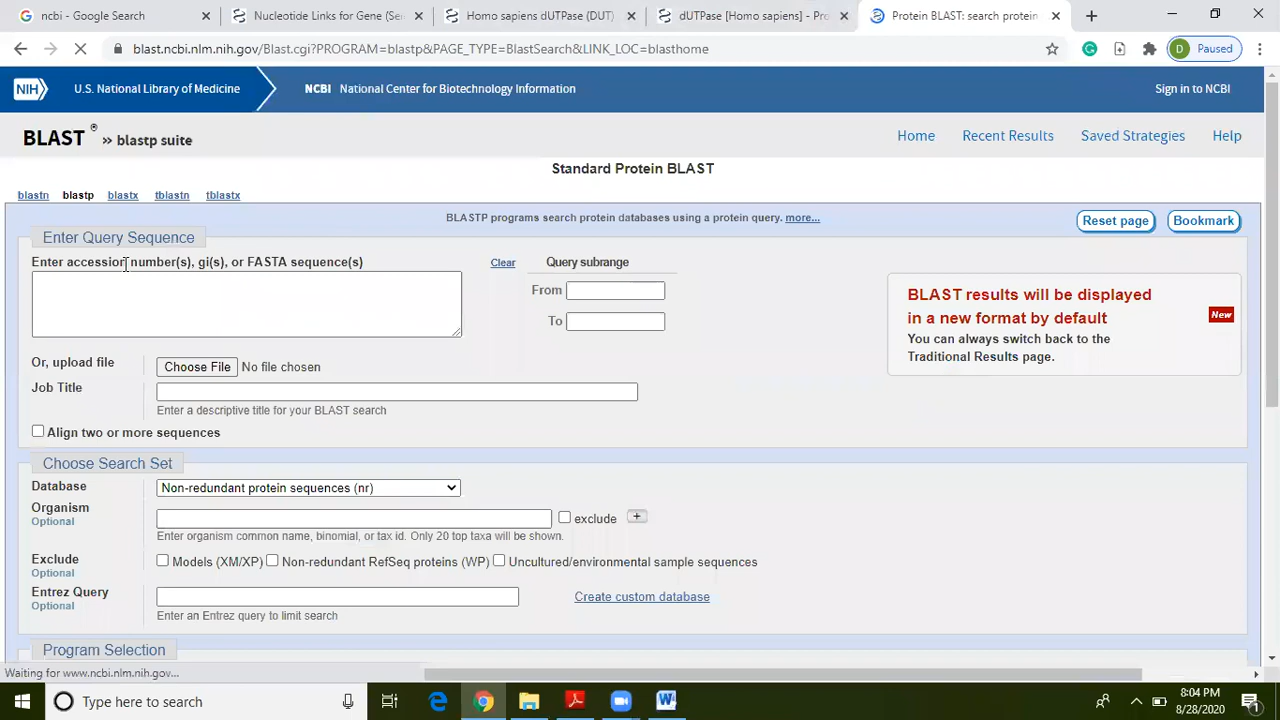 ncbi - Google Search
Nucleotide Links for Gene (Sel
Homo sapiens dUTPase (DUT)
dUTPase [Homo sapiens] - Pro
Protein BLAST: search protein
blast.ncbi.nlm.nih.gov/Blast.cgi?PROGRAM=blastp&PAGE_TYPE=BlastSearch&LINK_LOC=blasthome
D Paused
NIH U.S. National Library of Medicine NCBI National Center for Biotechnology Information Sign in to NCBI
BLAST ® » blastp suite Home Recent Results Saved Strategies Help
Standard Protein BLAST
blastn blastp blastx tblastn tblastx
BLASTP programs search protein databases using a protein query. more... Reset page Bookmark
Enter Query Sequence
Enter accession number(s), gi(s), or FASTA sequence(s) Clear Query subrange
From
To
BLAST results will be displayed
in a new format by default
New
You can always switch back to the
Traditional Results page.
Or, upload file Choose File No file chosen
Job Title
Enter a descriptive title for your BLAST search
Align two or more sequences
Choose Search Set
Database Non-redundant protein sequences (nr)
Organism
Optional
exclude +
Enter organism common name, binomial, or tax id. Only 20 top taxa will be shown.
Exclude
Optional
Models (XM/XP) Non-redundant RefSeq proteins (WP) Uncultured/environmental sample sequences
Entrez Query
Optional
Create custom database
Enter an Entrez query to limit search
Program Selection
Waiting for www.ncbi.nlm.nih.gov...
Type here to search
8:04 PM
8/28/2020
1